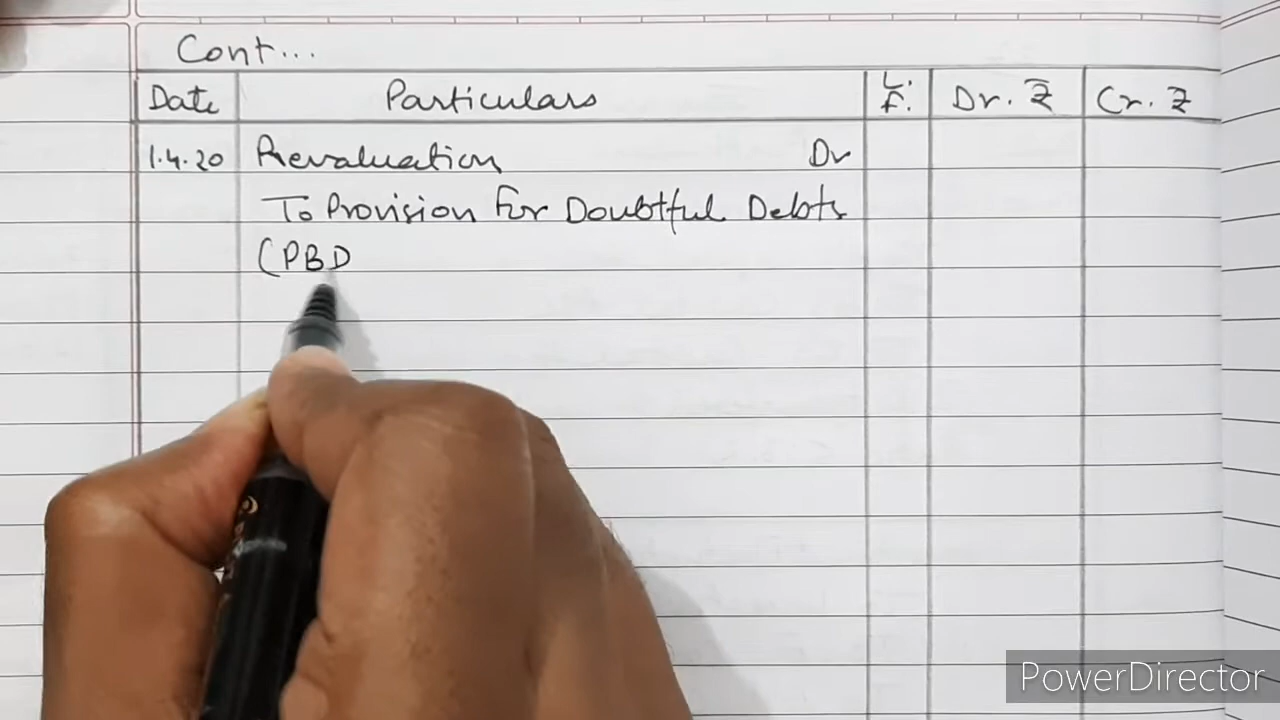 Cont...
Date Particulars L.F. Dr. ₹ Cr. ₹
1.4.20 Revaluation Dr
To Provision For Doubtful Debts
(PBD
PowerDirector